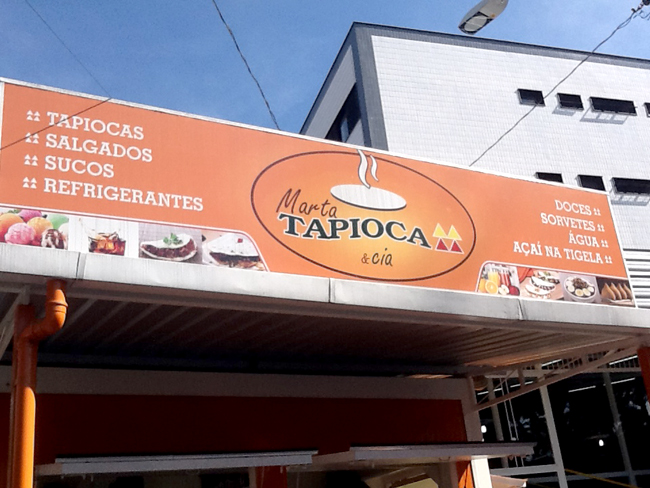 TAPIOCAS
SALGADOS
SUCOS
REFRIGERANTES
Marta
TAPIOCA
& cia
DOCES ::
SORVETES ::
ÁGUA ::
AÇAÍ NA TIGELA ::